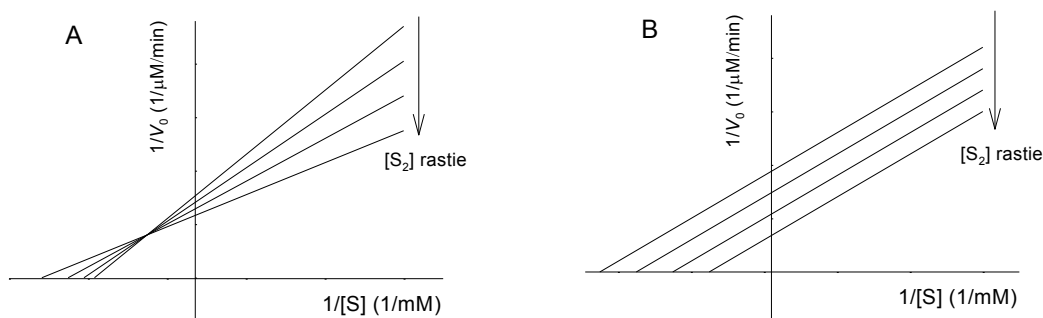 A
1/V₀ (1/μM/min)
[S₂] rastie
1/[S] (1/mM)
B
1/V₀ (1/μM/min)
[S₂] rastie
1/[S] (1/mM)